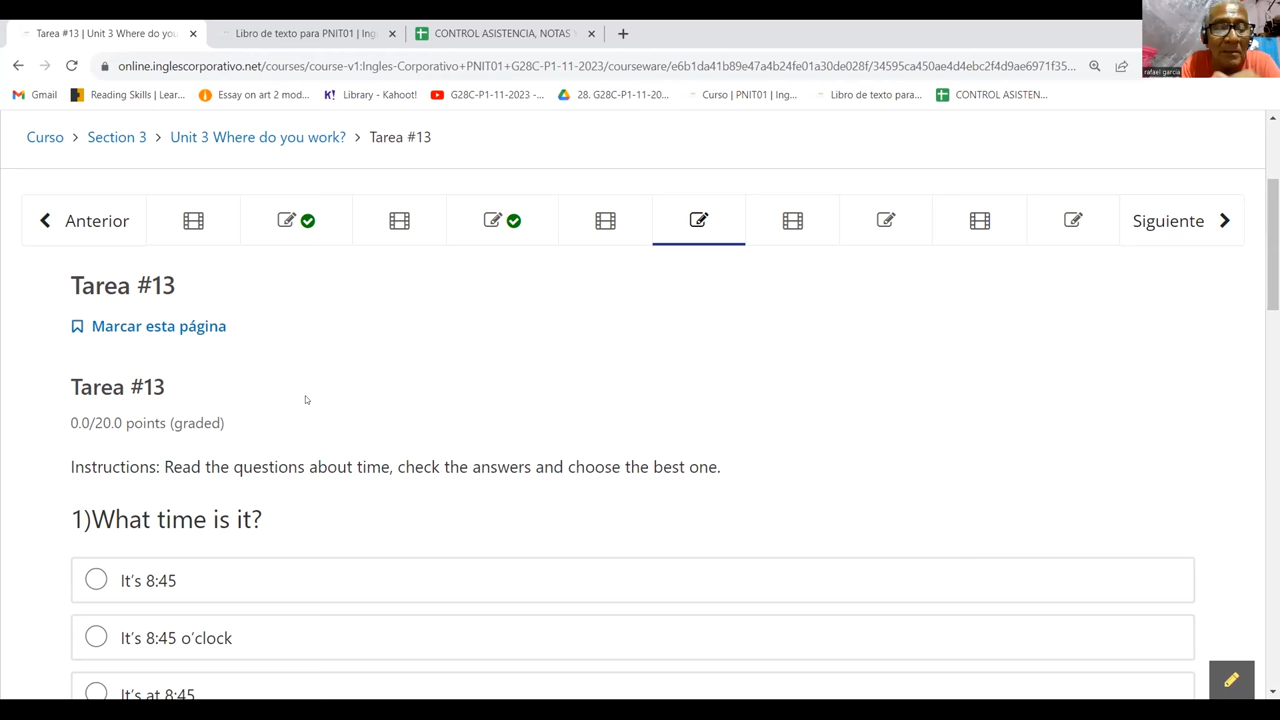 Tarea #13 | Unit 3 Where do you
Libro de texto para PNIT01 | Ing
CONTROL ASISTENCIA, NOTAS
online.inglescorporativo.net/courses/course-v1:Ingles-Corporativo+PNIT01+G28C-P1-11-2023/courseware/e6b1da41b89e47a4b24fe01a30de028f/34595ca450ae4d4ebc2f4d9ae6971f35...
rafael garcia
Gmail
Reading Skills | Lear...
Essay on art 2 mod...
Library - Kahoot!
G28C-P1-11-2023 -...
28. G28C-P1-11-20...
Curso | PNIT01 | Ing...
Libro de texto para...
CONTROL ASISTEN...
Curso > Section 3 > Unit 3 Where do you work? > Tarea #13
Anterior
Siguiente
Tarea #13
Marcar esta página
Tarea #13
0.0/20.0 points (graded)
Instructions: Read the questions about time, check the answers and choose the best one.
1)What time is it?
It's 8:45
It's 8:45 o'clock
It's at 8:45